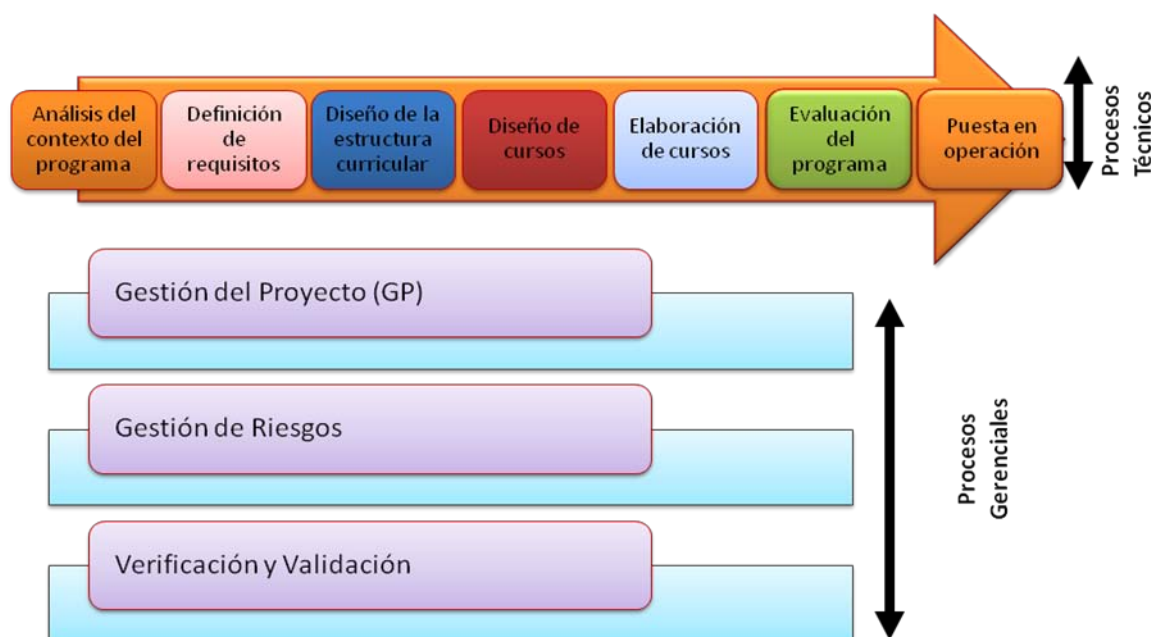 Análisis del
contexto del
programa
Definición
de
requisitos
Diseño de la
estructura
curricular
Diseño de
cursos
Elaboración
de cursos
Evaluación
del
programa
Puesta en
operación
Procesos
Técnicos
Gestión del Proyecto (GP)
Gestión de Riesgos
Verificación y Validación
Procesos
Gerenciales